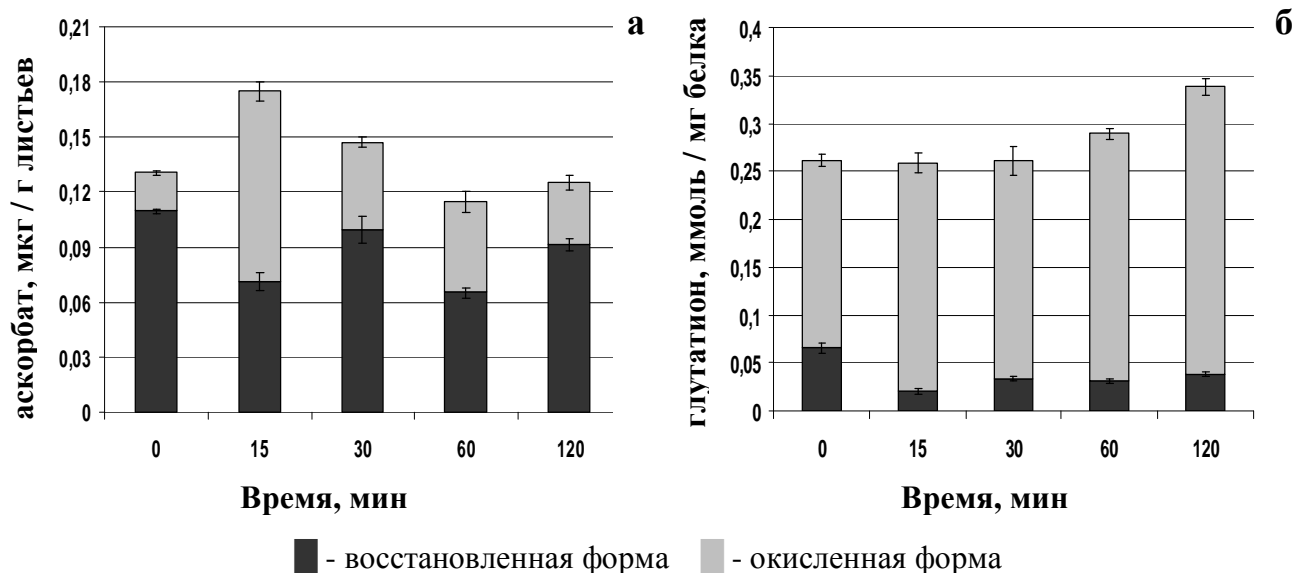 а
аскорбат, мкг / г листьев
0,21
0,18
0,15
0,12
0,09
0,06
0,03
0
0 15 30 60 120
Время, мин
б
глутатион, ммоль / мг белка
0,4
0,35
0,3
0,25
0,2
0,15
0,1
0,05
0
0 15 30 60 120
Время, мин
- восстановленная форма - окисленная форма